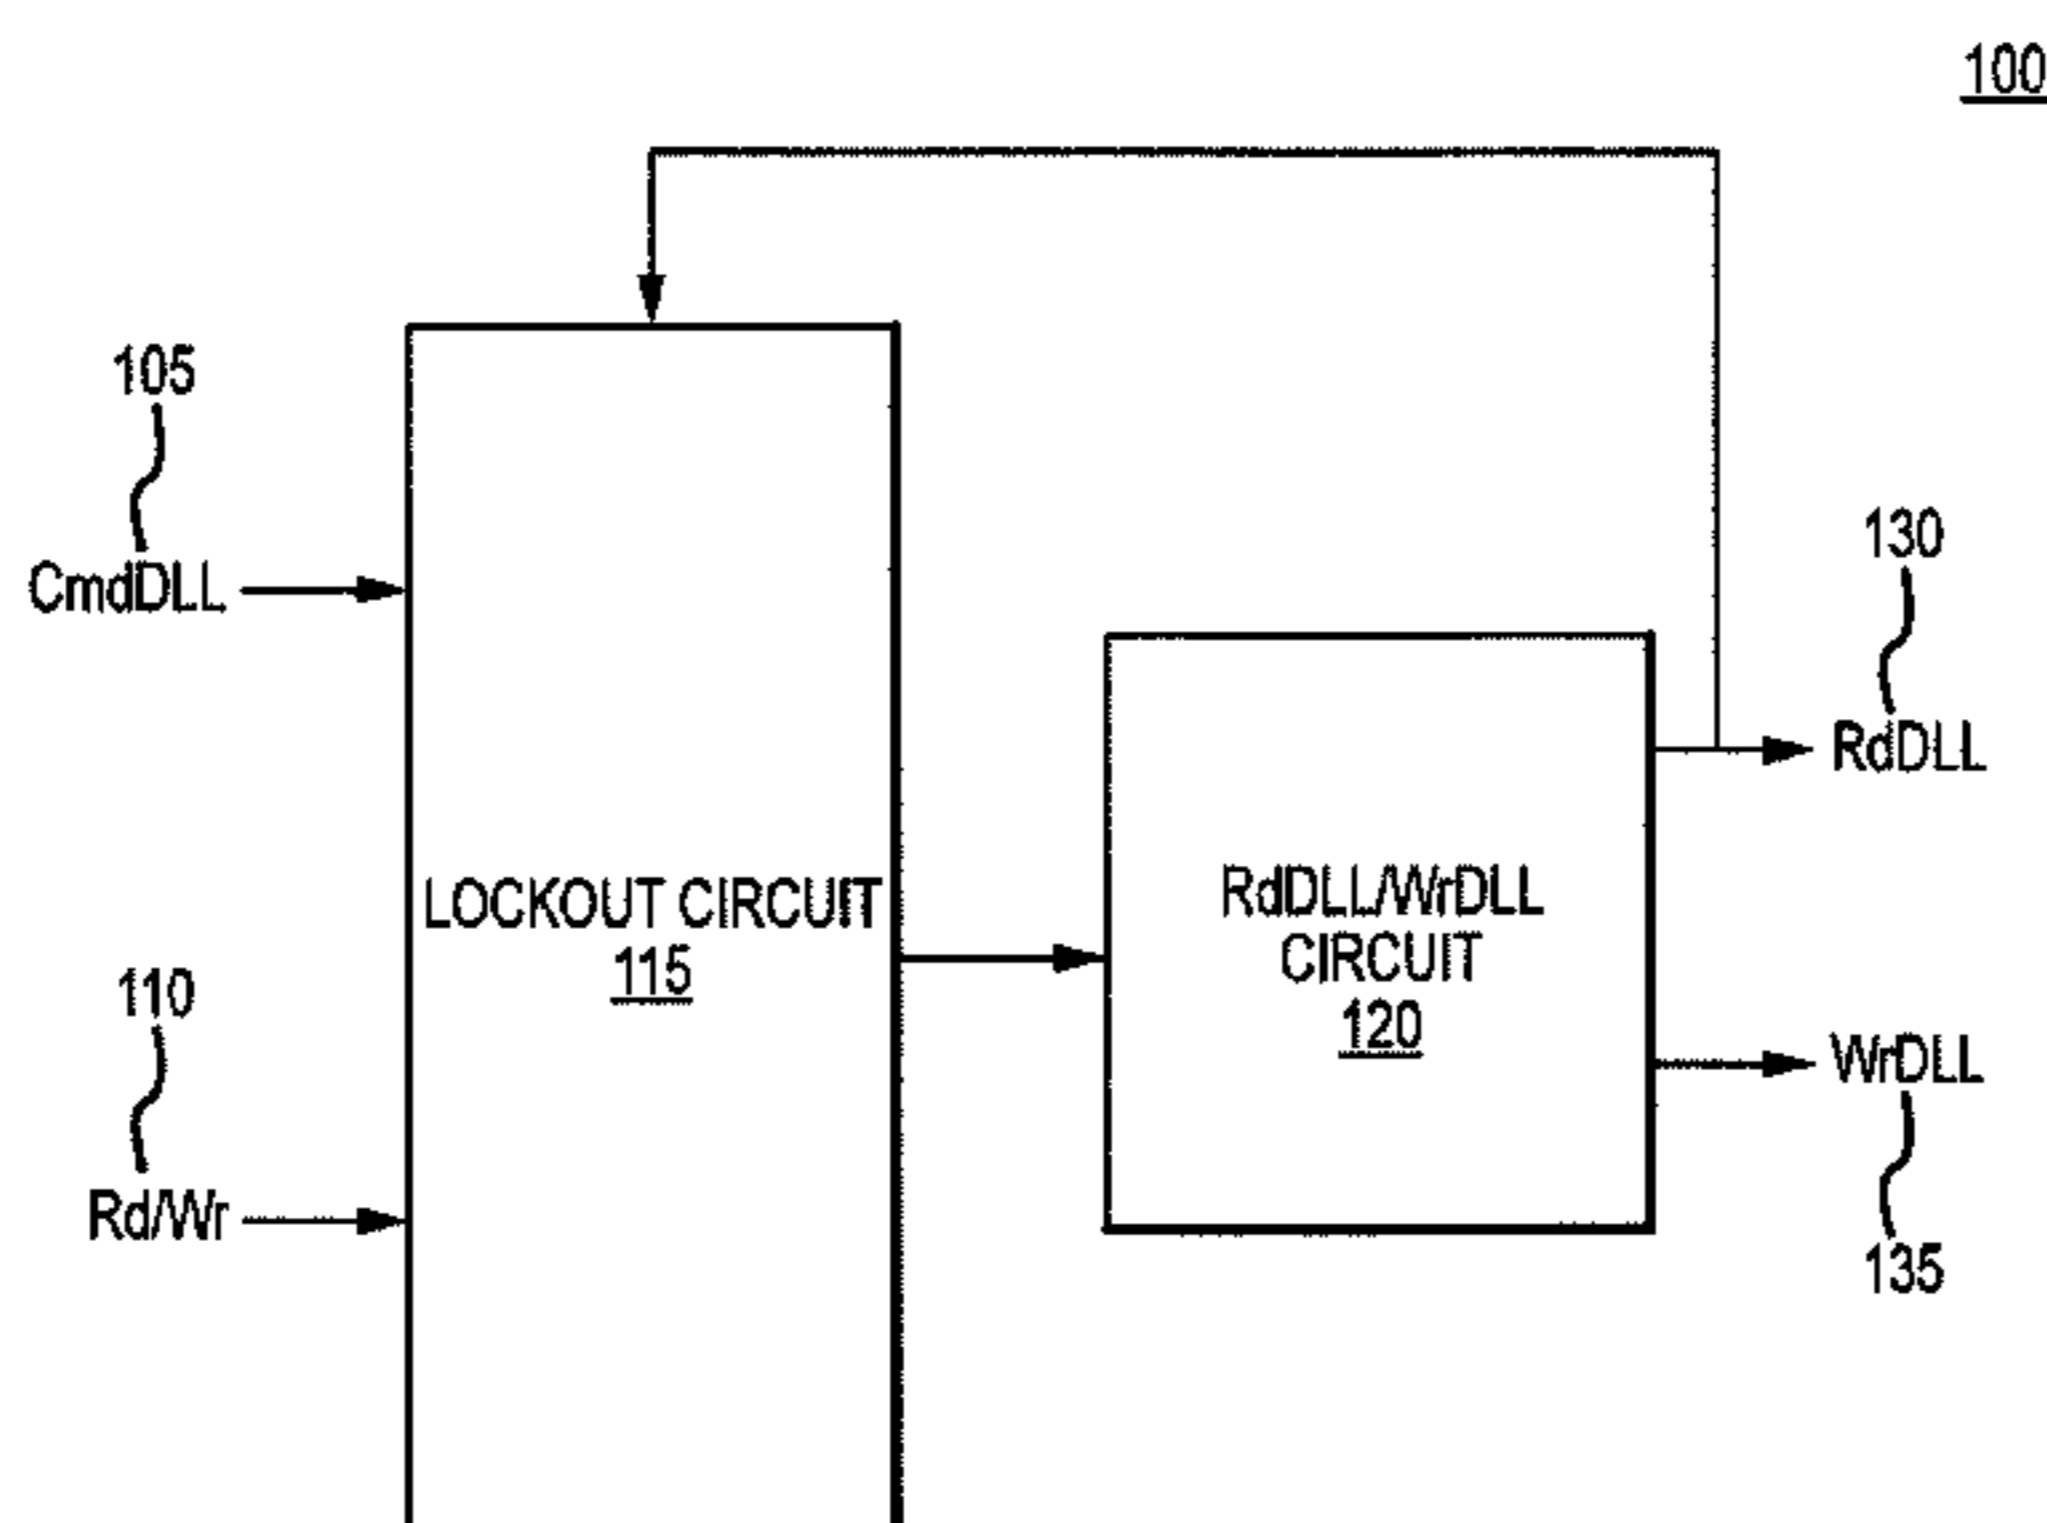 100
105
CmdDLL
130
RdDLL
LOCKOUT CIRCUIT
115
RdDLL/WrDLL
CIRCUIT
120
110
Rd/Wr
WrDLL
135